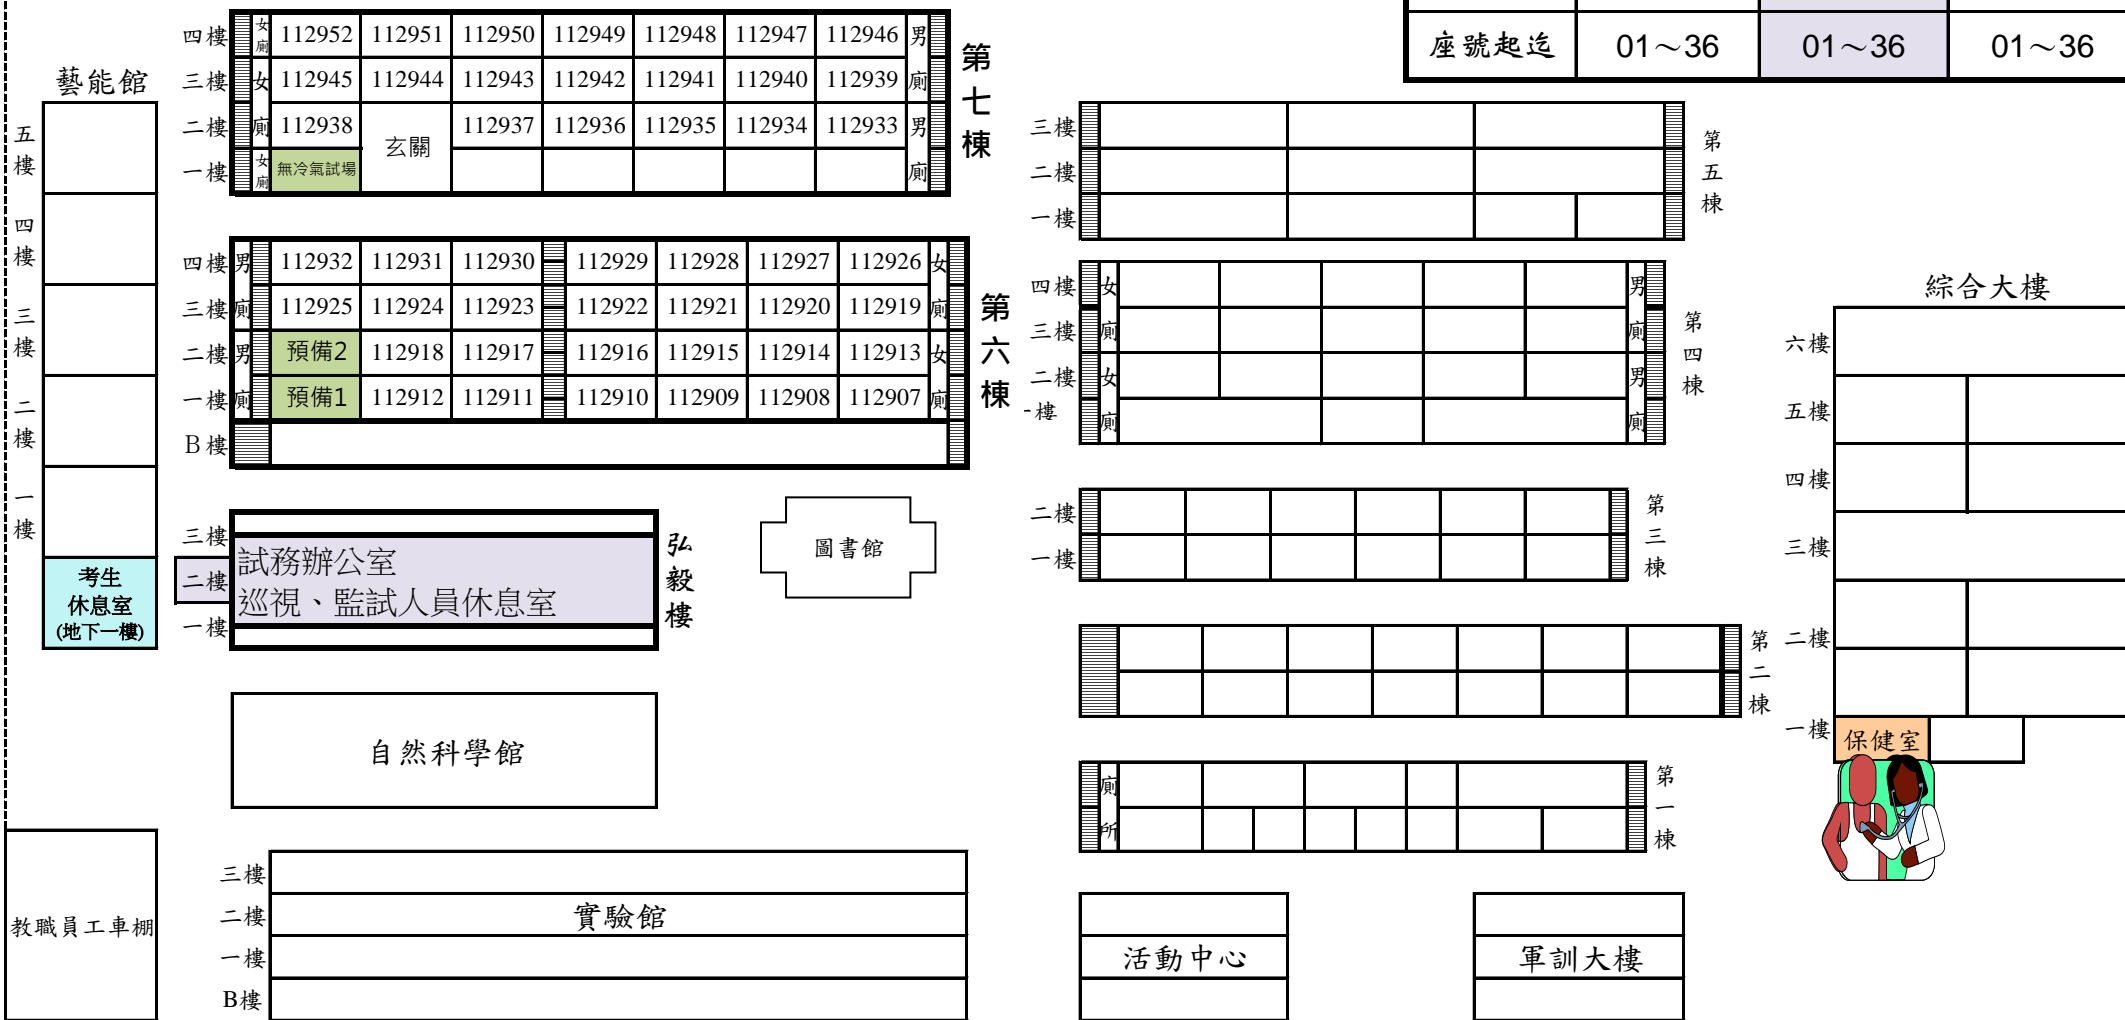 座號起迄 01～36 01～36 01～36
藝能館
五樓
四樓
三樓
二樓
一樓
考生
休息室
(地下一樓)
四樓 女廁 112952 112951 112950 112949 112948 112947 112946 男
三樓 女 112945 112944 112943 112942 112941 112940 112939 廁
二樓 廁 112938 玄關 112937 112936 112935 112934 112933 男
一樓 女廁 無冷氣試場 廁
第七棟
四樓 男 112932 112931 112930 112929 112928 112927 112926 女
三樓 廁 112925 112924 112923 112922 112921 112920 112919 廁
二樓 男 預備2 112918 112917 112916 112915 112914 112913 女
一樓 廁 預備1 112912 112911 112910 112909 112908 112907 廁
B樓
第六棟
三樓
二樓
一樓
試務辦公室
巡視、監試人員休息室
弘毅樓
圖書館
自然科學館
教職員工車棚
三樓
二樓 實驗館
一樓
B樓
三樓
二樓
一樓
第五棟
四樓 女 男
三樓 廁 廁
二樓 女 男
一樓 廁 廁
第四棟
二樓
一樓
第三棟
第二棟
廁所
第一棟
活動中心
軍訓大樓
綜合大樓
六樓
五樓
四樓
三樓
二樓
一樓 保健室